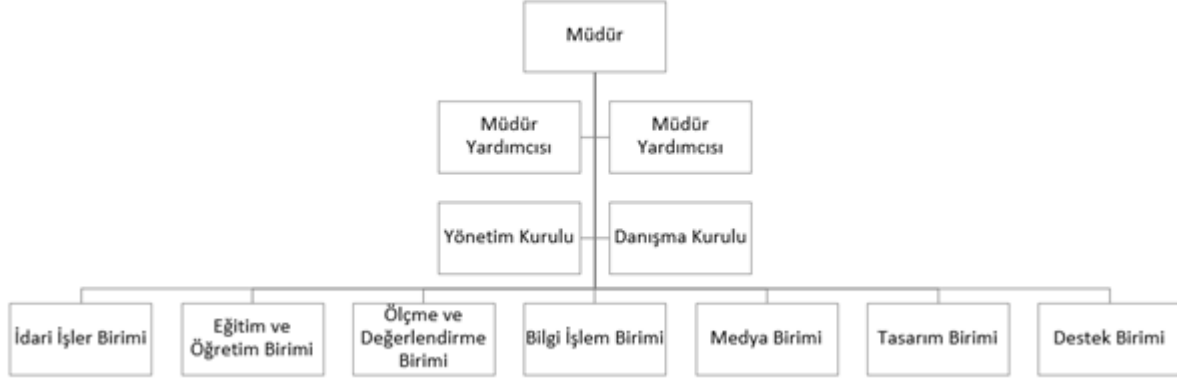 Müdür
Müdür
Yardımcısı
Müdür
Yardımcısı
Yönetim Kurulu
Danışma Kurulu
İdari İşler Birimi
Eğitim ve
Öğretim Birimi
Ölçme ve
Değerlendirme
Birimi
Bilgi İşlem Birimi
Medya Birimi
Tasarım Birimi
Destek Birimi